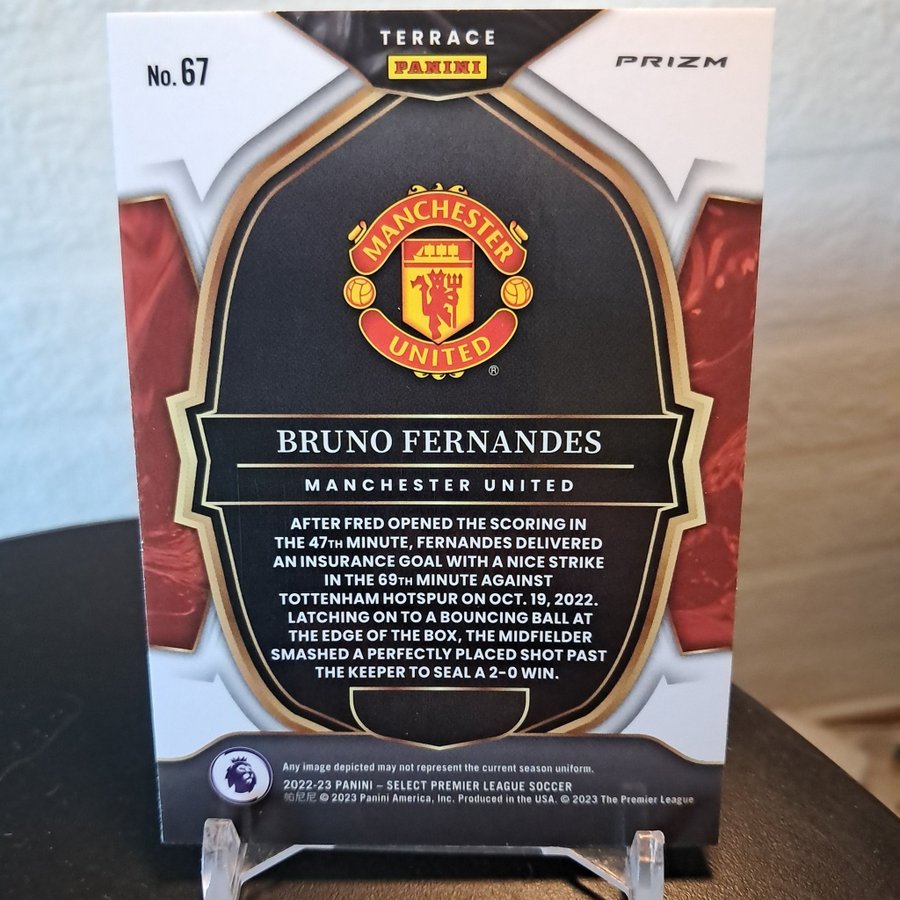 TERRACE
PANINI
No. 67
PRIZM
MANCHESTER
UNITED
®
BRUNO FERNANDES
MANCHESTER UNITED
AFTER FRED OPENED THE SCORING IN
THE 47TH MINUTE, FERNANDES DELIVERED
AN INSURANCE GOAL WITH A NICE STRIKE
IN THE 69TH MINUTE AGAINST
TOTTENHAM HOTSPUR ON OCT. 19, 2022.
LATCHING ON TO A BOUNCING BALL AT
THE EDGE OF THE BOX, THE MIDFIELDER
SMASHED A PERFECTLY PLACED SHOT PAST
THE KEEPER TO SEAL A 2-0 WIN.
Any image depicted may not represent the current season uniform.
2022-23 PANINI – SELECT PREMIER LEAGUE SOCCER
帕尼尼 © 2023 Panini America, Inc. Produced in the USA. © 2023 The Premier League